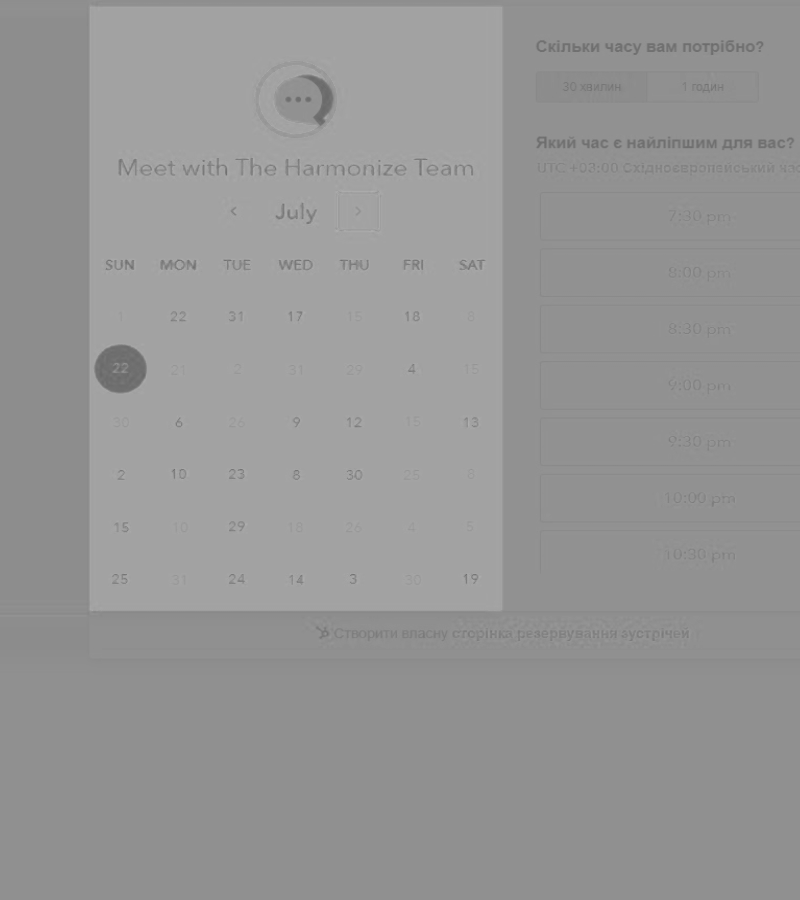 Meet with The Harmonize Team
July
SUN MON TUE WED THU FRI SAT
1 22 31 17 15 18 8
22 21 2 31 29 4 15
30 6 26 9 12 15 13
2 10 23 8 30 25 8
15 10 29 18 26 4 5
25 31 24 14 3 30 19
Скільки часу вам потрібно?
30 хвилин 1 годин
Який час є найліпшим для вас?
UTC +03:00 Східноєвропейський час
7:30 pm
8:00 pm
8:30 pm
9:00 pm
9:30 pm
10:00 pm
10:30 pm
Створити власну сторінка резервування зустрічей